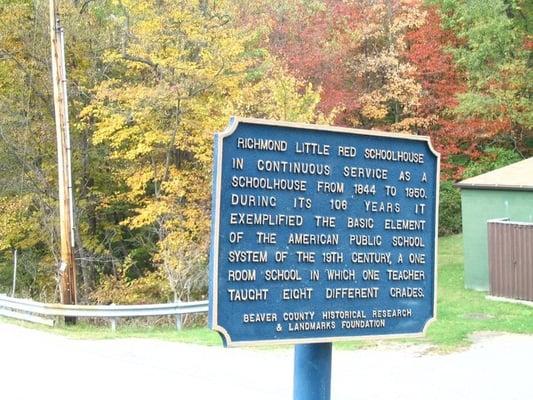 RICHMOND LITTLE RED SCHOOLHOUSE
IN CONTINUOUS SERVICE AS A
SCHOOLHOUSE FROM 1844 TO 1950.
DURING ITS 106 YEARS IT
EXEMPLIFIED THE BASIC ELEMENT
OF THE AMERICAN PUBLIC SCHOOL
SYSTEM OF THE 19TH CENTURY, A ONE
ROOM SCHOOL IN WHICH ONE TEACHER
TAUGHT EIGHT DIFFERENT GRADES.
BEAVER COUNTY HISTORICAL RESEARCH
& LANDMARKS FOUNDATION